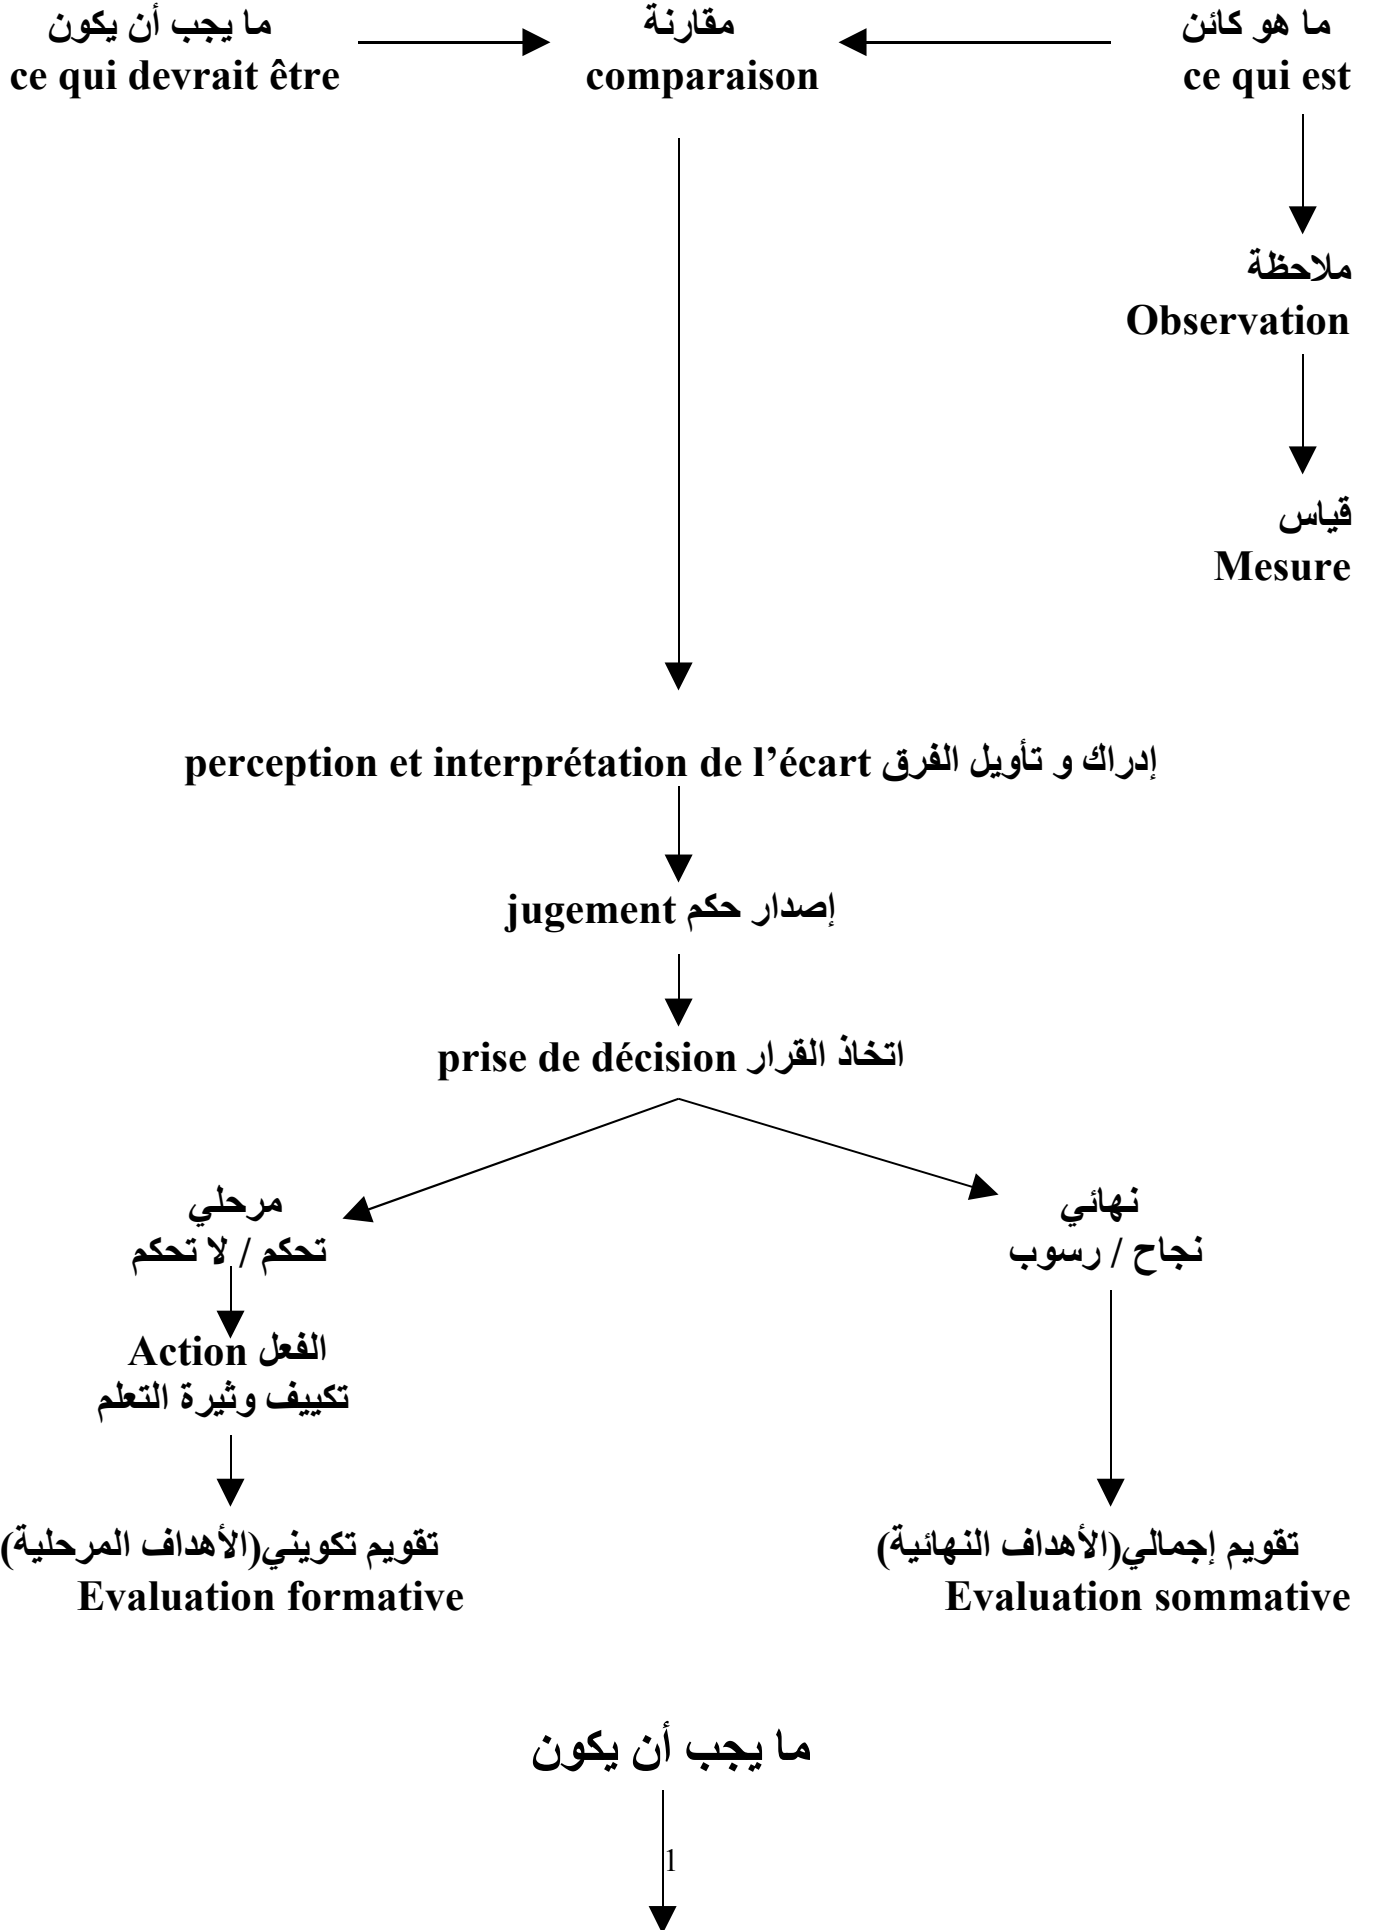 ما هو كائن
ce qui est
مقارنة
comparaison
ما يجب أن يكون
ce qui devrait être
ملاحظة
Observation
قياس
Mesure
إدراك و تأويل الفرق perception et interprétation de l’écart
إصدار حكم jugement
اتخاذ القرار prise de décision
نهائي
نجاح / رسوب
مرحلي
تحكم / لا تحكم
الفعل Action
تكييف وثيرة التعلم
تقويم إجمالي(الأهداف النهائية)
Evaluation sommative
تقويم تكويني(الأهداف المرحلية)
Evaluation formative
ما يجب أن يكون
1